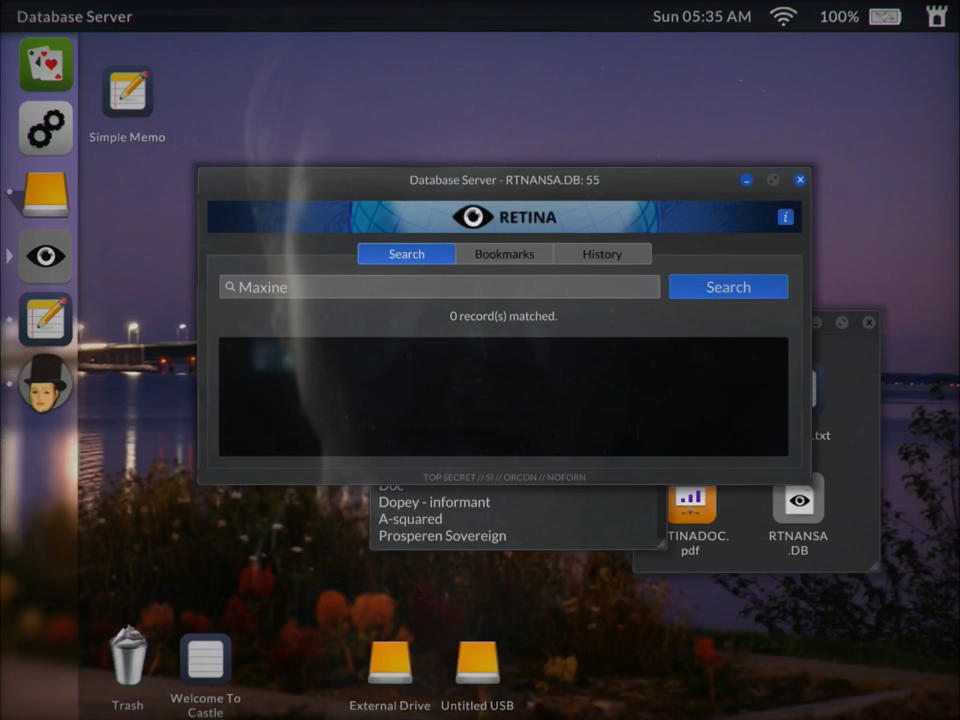 Database Server
Sun 05:35 AM
100%
Simple Memo
Database Server - RTNANSA.DB: 55
RETINA
i
Search
Bookmarks
History
Maxine
Search
0 record(s) matched.
.txt
TOP SECRET // SI // ORCON // NOFORN
Doc
Dopey - informant
A-squared
Prosperen Sovereign
TINADOC.
pdf
RTNANSA
.DB
Trash
Welcome To
Castle
External Drive
Untitled USB